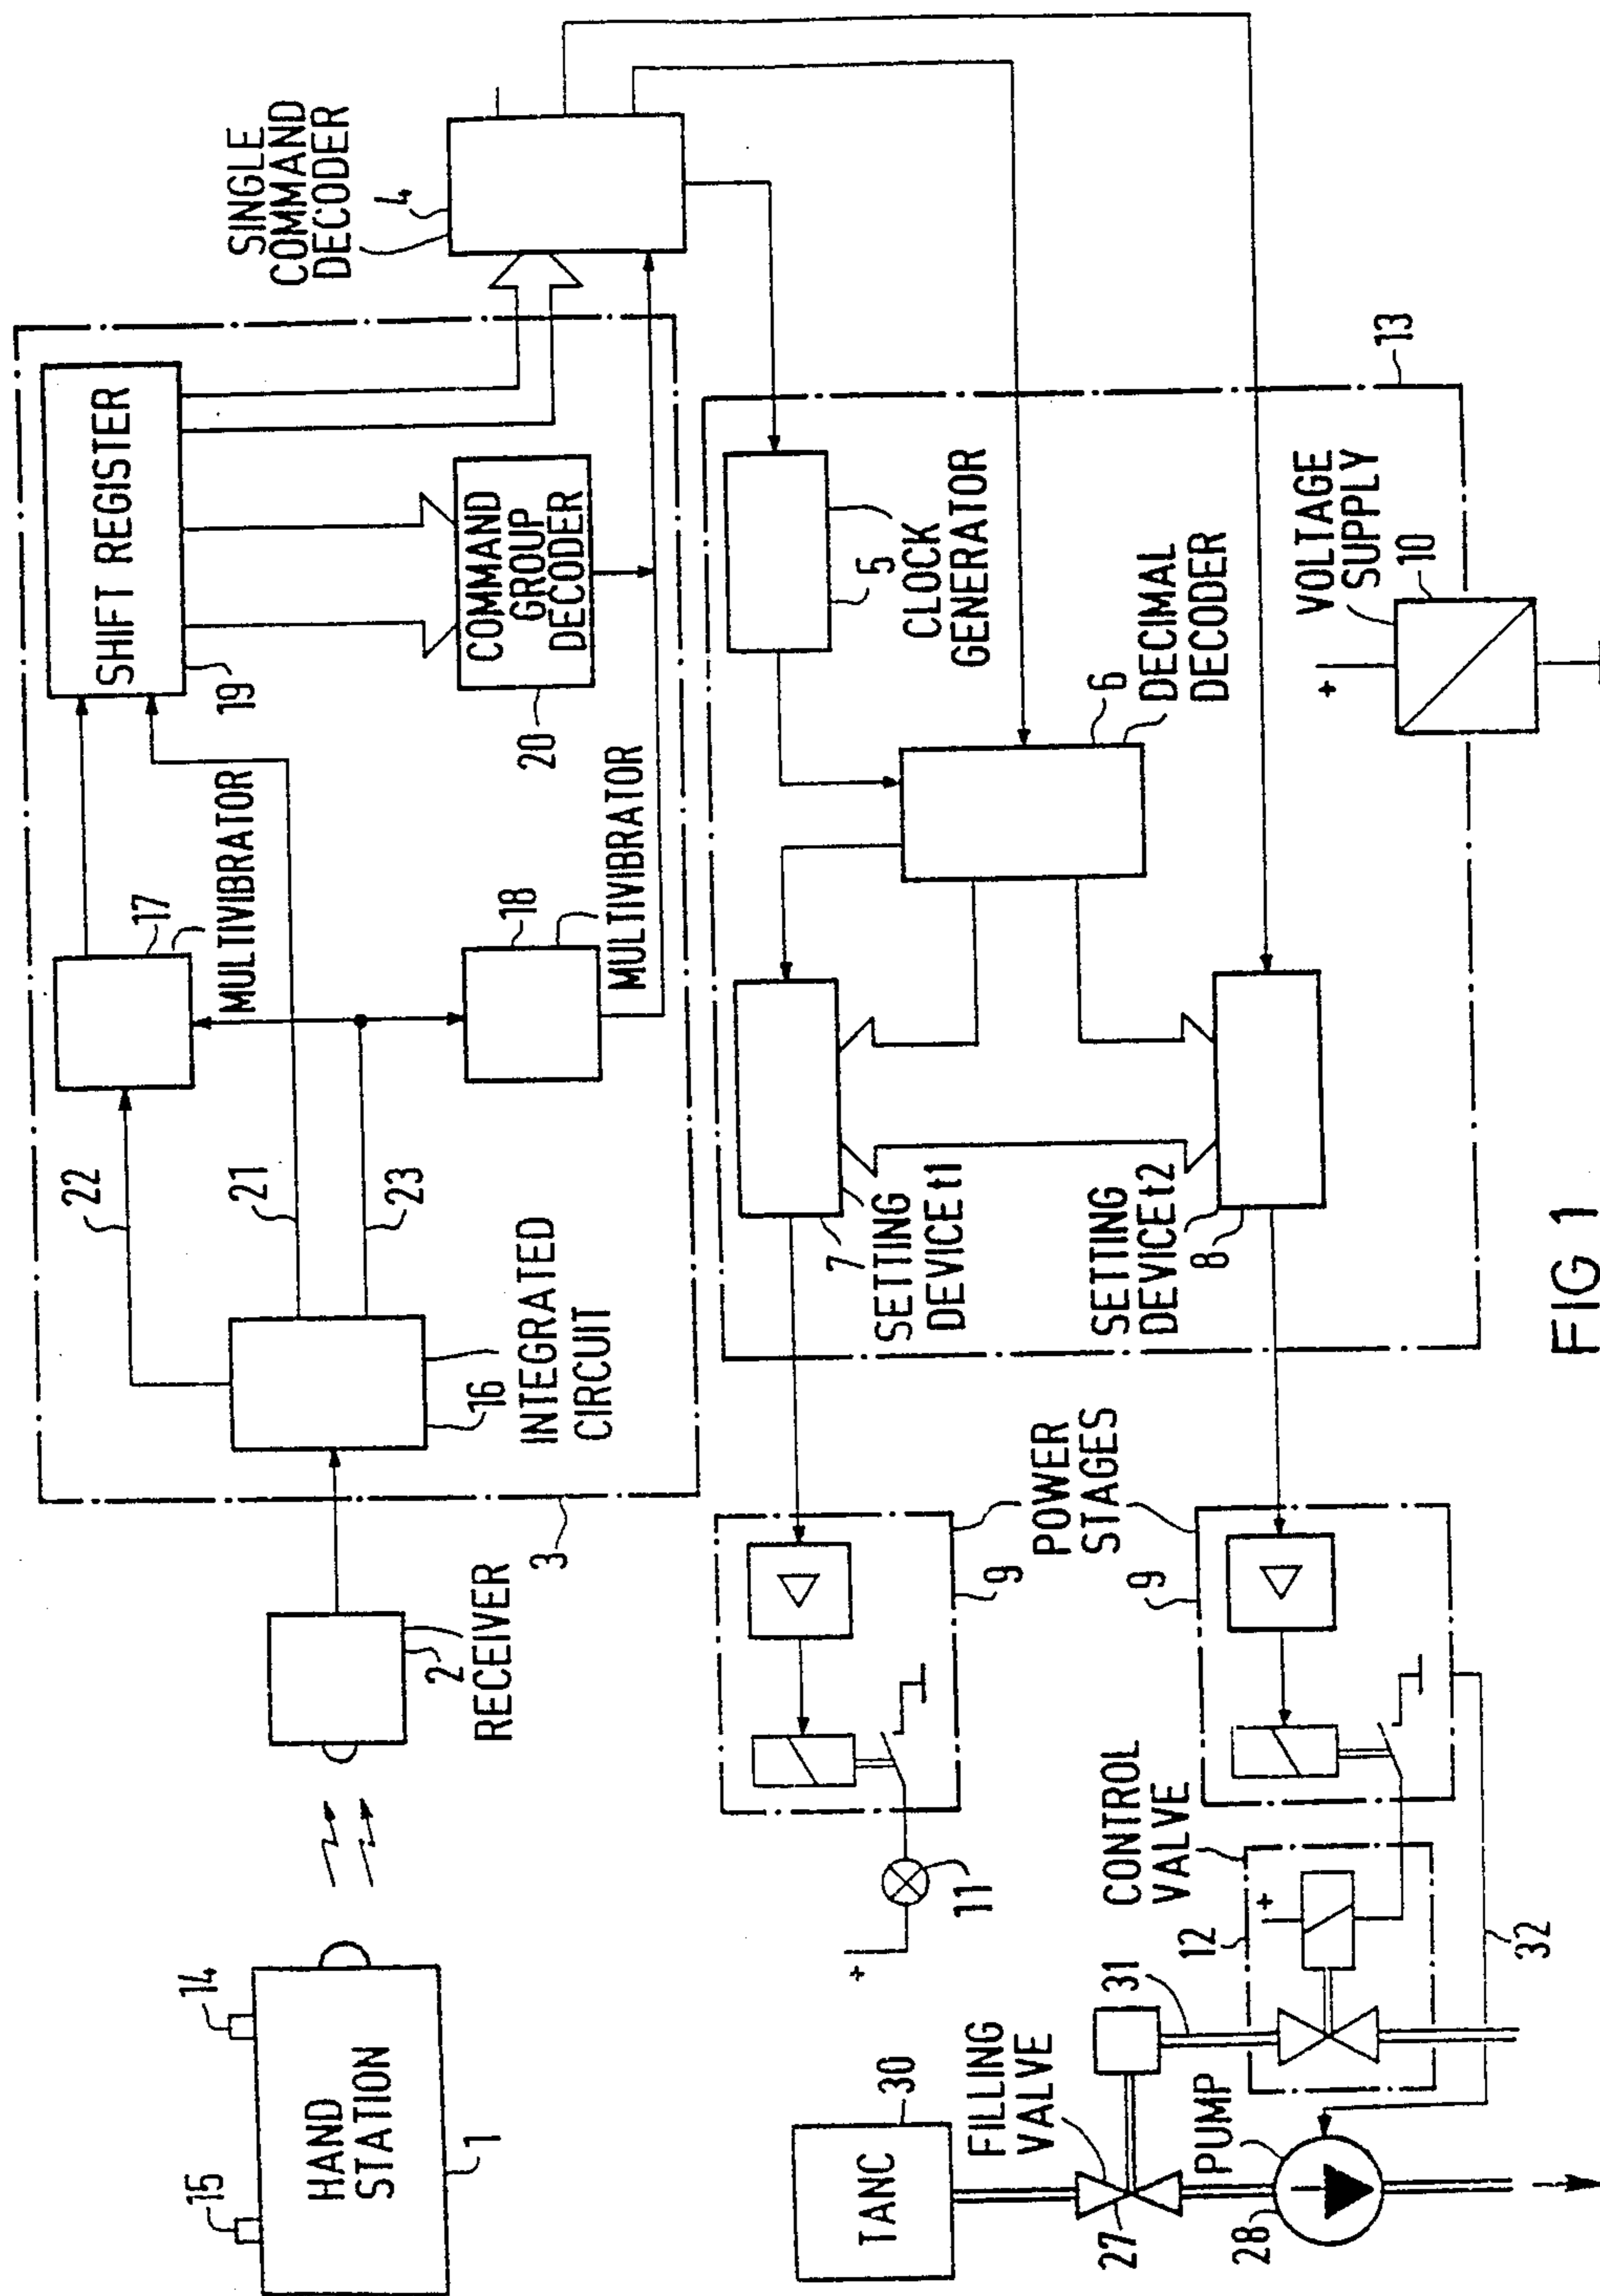 15
14
HAND
STATION
1
2
RECEIVER
3
16
INTEGRATED
CIRCUIT
22
21
23
17
MULTIVIBRATOR
18
MULTIVIBRATOR
19
SHIFT REGISTER
20
COMMAND
GROUP
DECODER
SINGLE
COMMAND
DECODER
4
5
CLOCK
GENERATOR
6
DECIMAL
DECODER
7
SETTING
DEVICE t1
SETTING
DEVICE t2
8
VOLTAGE
SUPPLY
10
+
13
POWER
STAGES
9
9
11
+
CONTROL
VALVE
12
+
32
31
TANC
30
FILLING
VALVE
27
PUMP
28
FIG 1